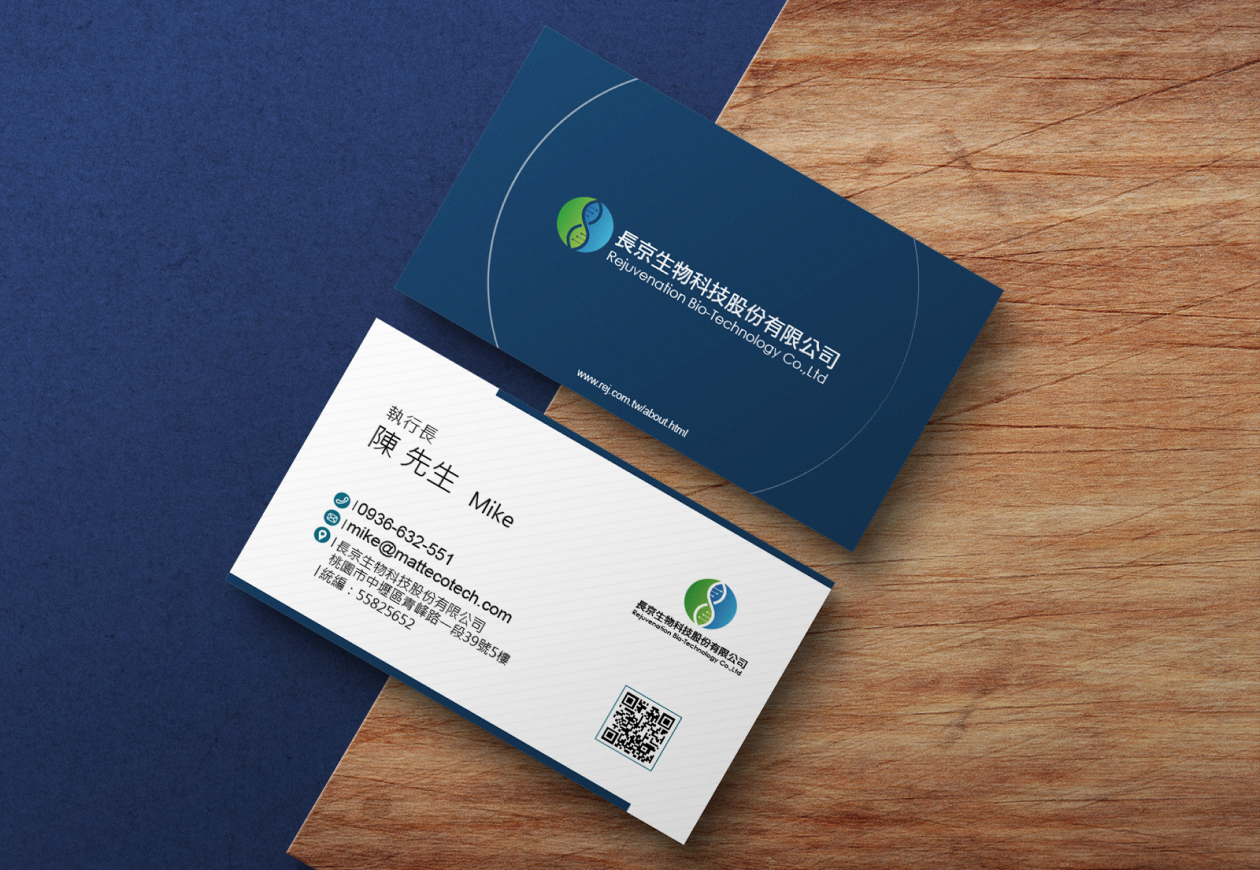 長京生物科技股份有限公司
Rejuvenation Bio-Technology Co.,Ltd
www.rej.com.tw/about.html
執行長
陳 先生 Mike
|0936-632-551
|mike@mattecotech.com
|長京生物科技股份有限公司
桃園市中壢區青峰路一段39號5樓
|統編：55825652
長京生物科技股份有限公司
Rejuvenation Bio-Technology Co.,Ltd